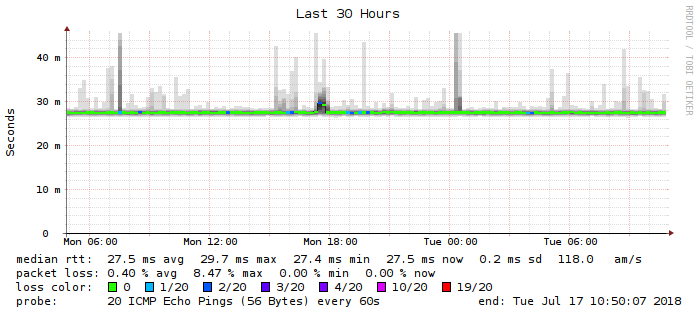 Last 30 Hours
RRDTOOL / TOBI OETIKER
Seconds
40 m
30 m
20 m
10 m
0
Mon 06:00 Mon 12:00 Mon 18:00 Tue 00:00 Tue 06:00
median rtt: 27.5 ms avg 29.7 ms max 27.4 ms min 27.5 ms now 0.2 ms sd 118.0 am/s
packet loss: 0.40 % avg 8.47 % max 0.00 % min 0.00 % now
loss color: 0 1/20 2/20 3/20 4/20 10/20 19/20
probe: 20 ICMP Echo Pings (56 Bytes) every 60s end: Tue Jul 17 10:50:07 2018